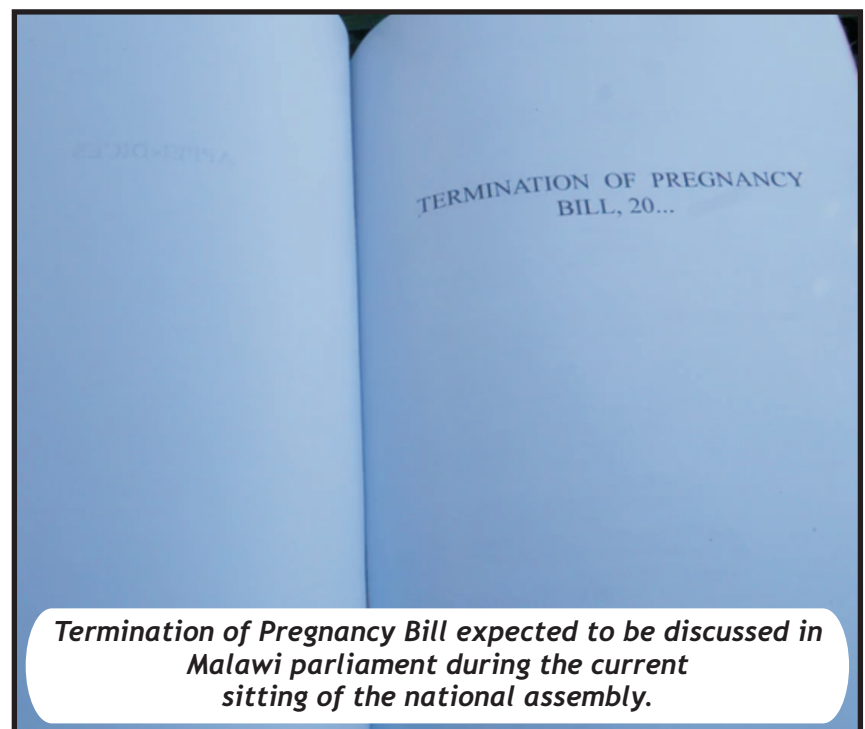 APPENDICES
TERMINATION OF PREGNANCY
BILL, 20...
Termination of Pregnancy Bill expected to be discussed in
Malawi parliament during the current
sitting of the national assembly.